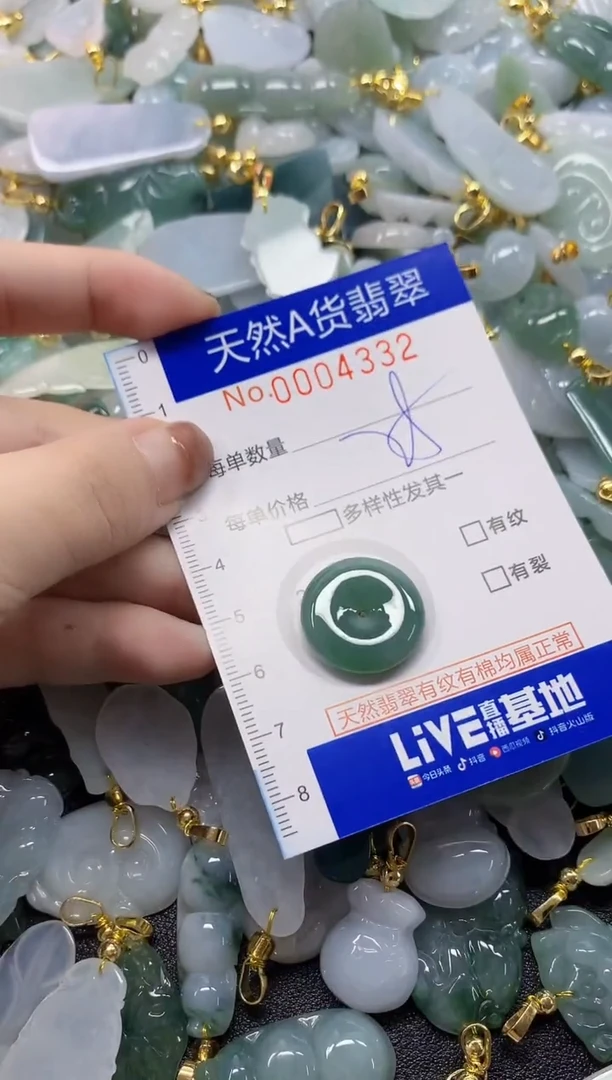 天然A货翡翠
No.0004332
0
1
每单数量
每单价格
多样性发其一
有纹
有裂
4
5
6
7
8
天然翡翠有纹有棉均属正常
LiVE直播基地
今日头条 抖音 西瓜视频 抖音火山版